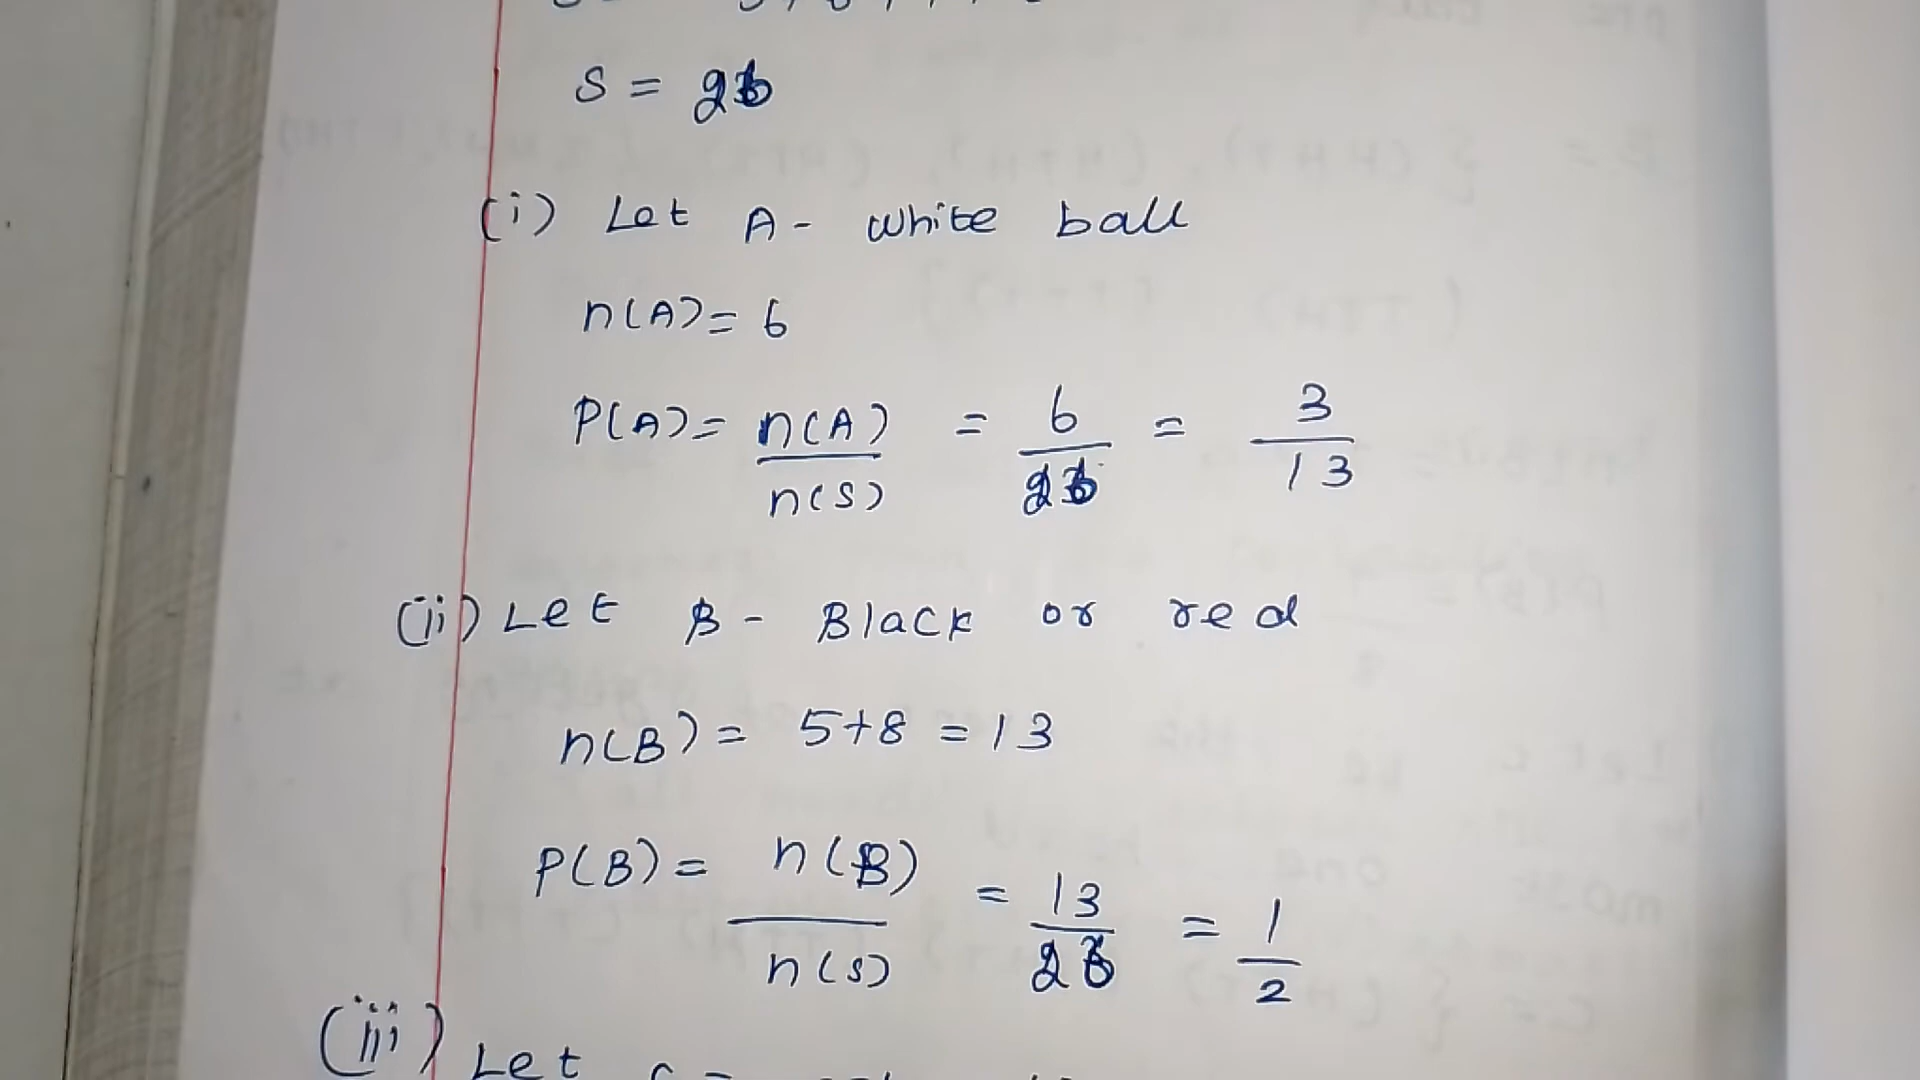 S = 26
(i) Let A - white ball
n(A) = 6
P(A) = n(A)/n(S) = 6/26 = 3/13
(ii) Let B - Black or red
n(B) = 5+8 = 13
P(B) = n(B)/n(S) = 13/26 = 1/2
(iii) Let